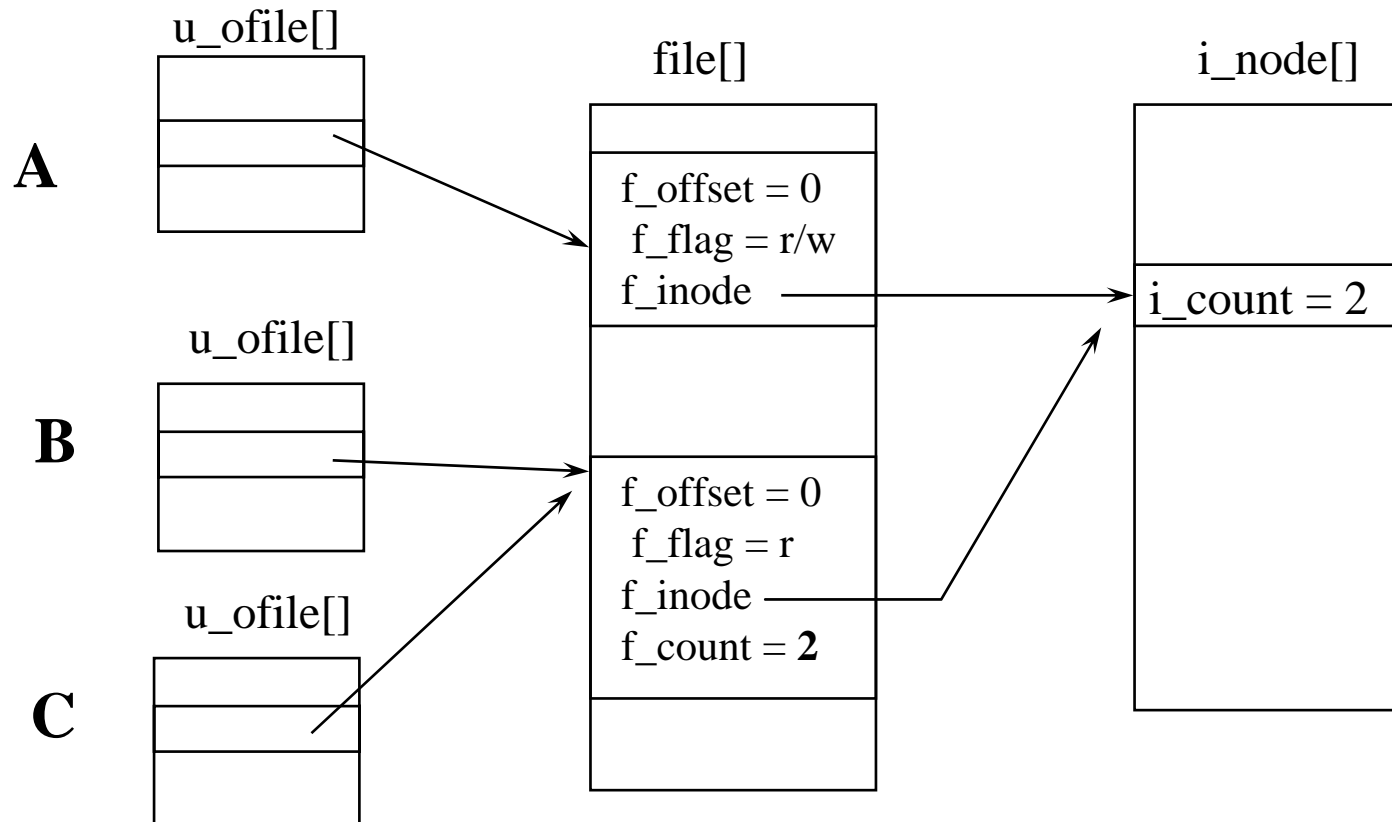 u_ofile[]
file[]
i_node[]
A
f_offset = 0
f_flag = r/w
f_inode
i_count = 2
u_ofile[]
B
f_offset = 0
f_flag = r
f_inode
f_count = 2
u_ofile[]
C